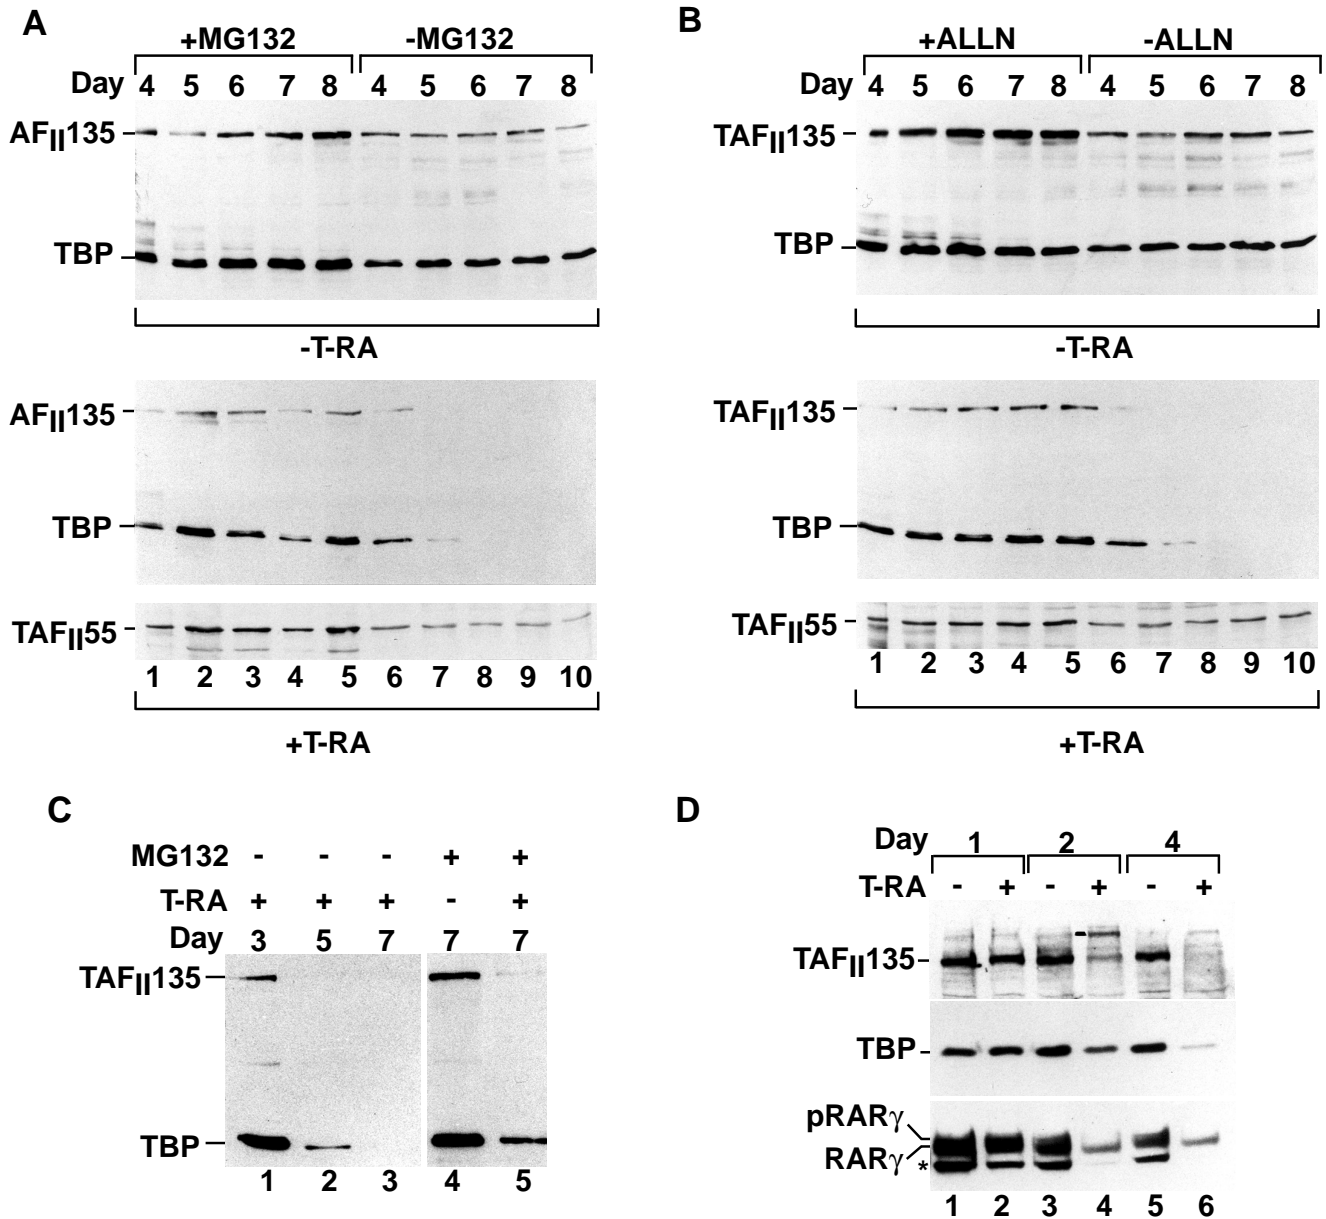 A
+MG132 -MG132
Day 4 5 6 7 8 4 5 6 7 8
AFII135
TBP
-T-RA
AFII135
TBP
TAFII55
1 2 3 4 5 6 7 8 9 10
+T-RA
B
+ALLN -ALLN
Day 4 5 6 7 8 4 5 6 7 8
TAFII135
TBP
-T-RA
TAFII135
TBP
TAFII55
1 2 3 4 5 6 7 8 9 10
+T-RA
C
MG132 - - - + +
T-RA + + + - +
Day 3 5 7 7 7
TAFII135
TBP
1 2 3 4 5
D
Day 1 2 4
T-RA - + - + - +
TAFII135
TBP
pRARγ
RARγ
*
1 2 3 4 5 6